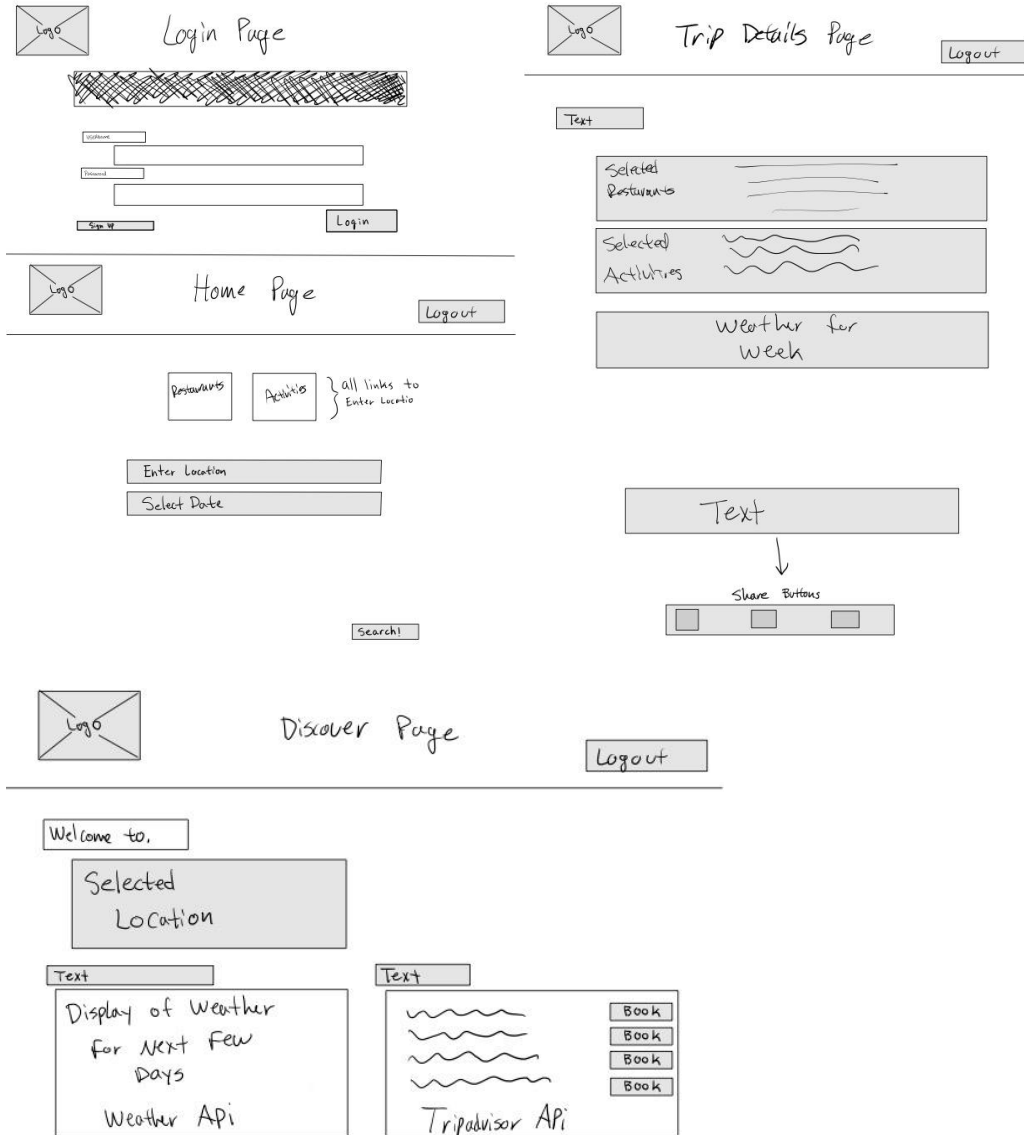 Logo
Login Page
Username
Password
Sign up
Login
Logo
Home Page
Logout
Restaurants
Activities
all links to
Enter Locatio
Enter Location
Select Date
Search!
Logo
Trip Details Page
Logout
Text
Selected
Resturants
Selected
Activities
Weather for
Week
Text
Share Buttons
Logo
Discover Page
Logout
Welcome to,
Selected
Location
Text
Display of Weather
for Next Few
Days
Weather Api
Text
Book
Book
Book
Book
Tripadvisor Api